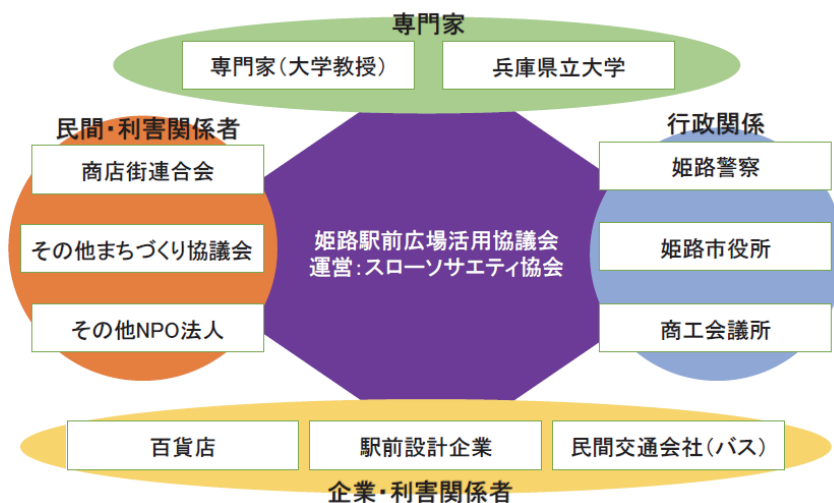 専門家
専門家(大学教授)
兵庫県立大学
民間・利害関係者
商店街連合会
その他まちづくり協議会
その他NPO法人
姫路駅前広場活用協議会
運営:スローソサエティ協会
行政関係
姫路警察
姫路市役所
商工会議所
百貨店
駅前設計企業
民間交通会社(バス)
企業・利害関係者